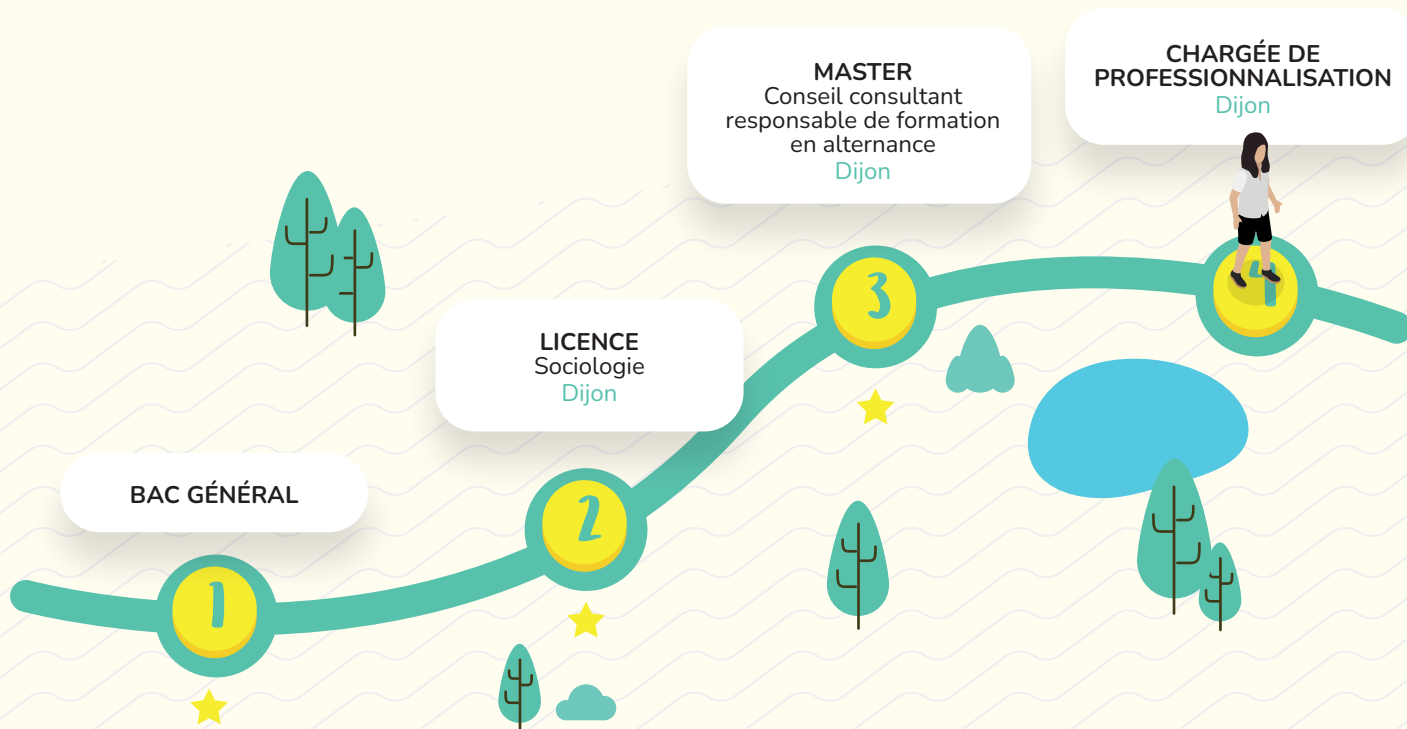 BAC GÉNÉRAL
1
LICENCE
Sociologie
Dijon
2
MASTER
Conseil consultant
responsable de formation
en alternance
Dijon
3
CHARGÉE DE
PROFESSIONNALISATION
Dijon
4